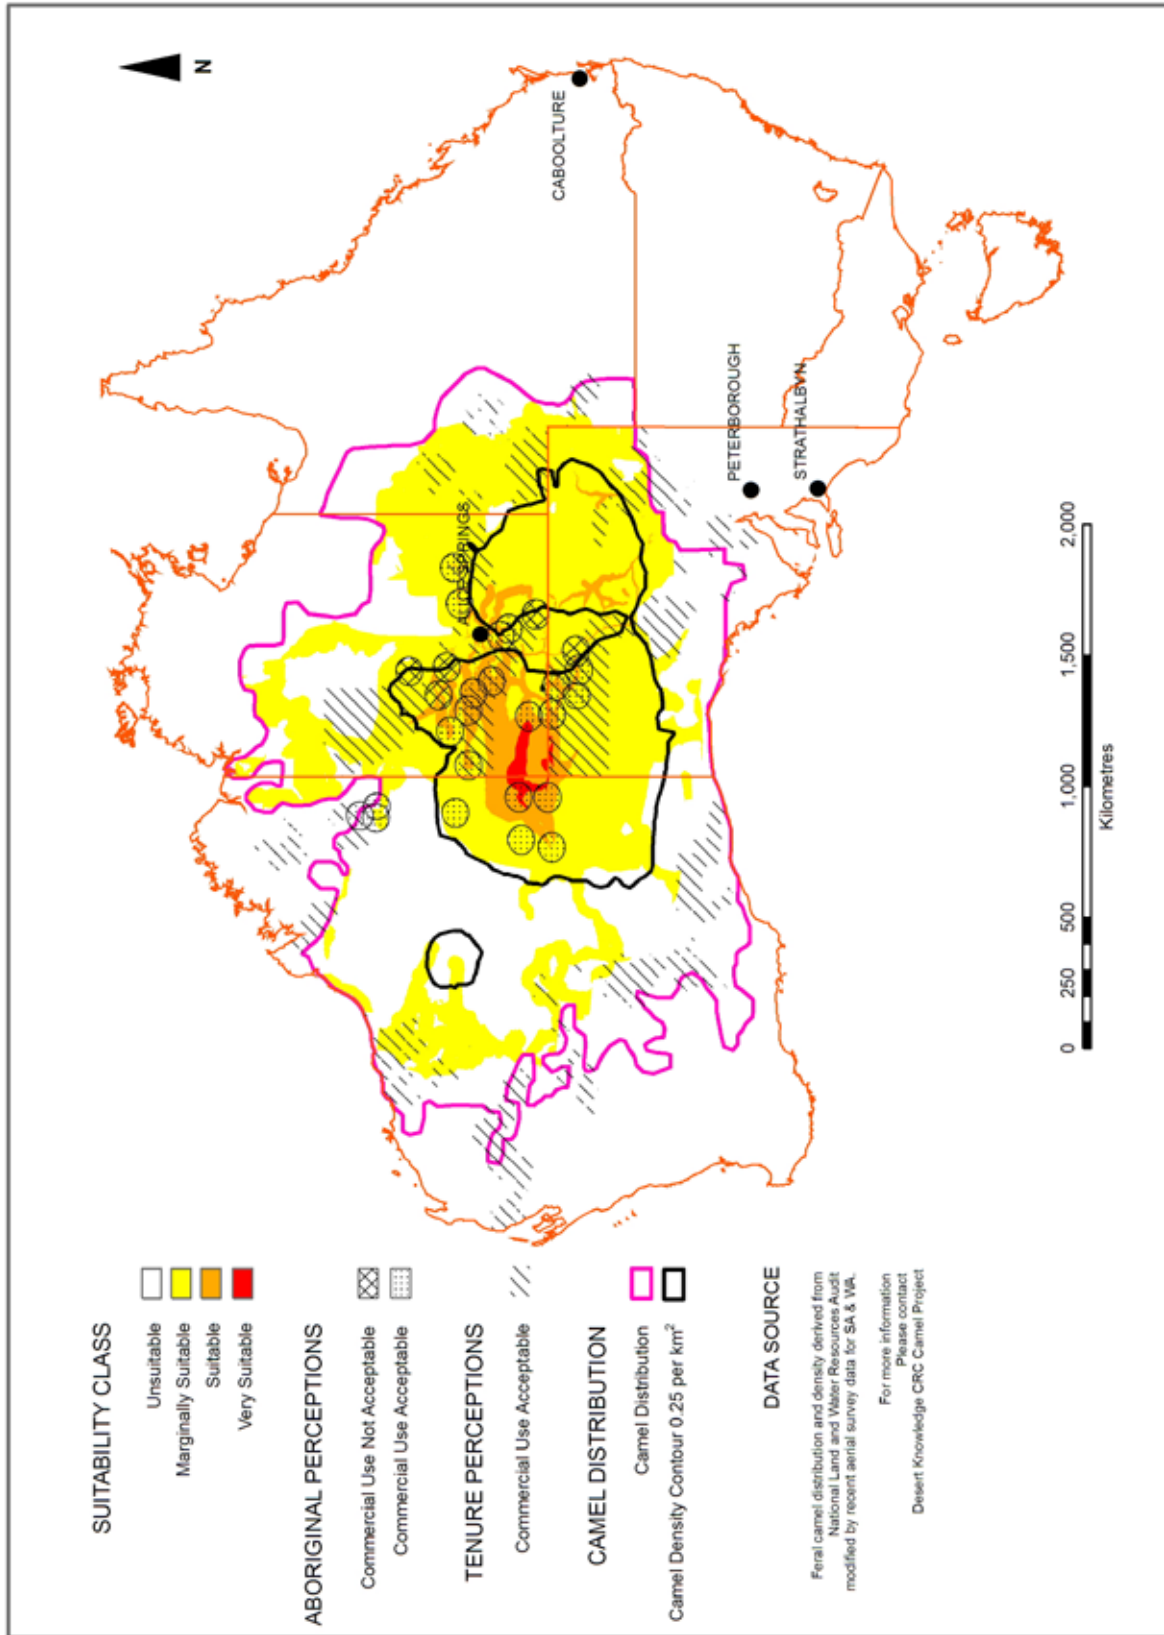 N
CABOOLTURE
ALICE SPRINGS
PETERBOROUGH
STRATHALBYN
SUITABILITY CLASS
Unsuitable
Marginally Suitable
Suitable
Very Suitable
ABORIGINAL PERCEPTIONS
Commercial Use Not Acceptable
Commercial Use Acceptable
TENURE PERCEPTIONS
Commercial Use Acceptable
CAMEL DISTRIBUTION
Camel Distribution
Camel Density Contour 0.25 per km²
DATA SOURCE
Feral camel distribution and density derived from
National Land and Water Resources Audit
modified by recent aerial survey data for SA & WA.
For more information
Please contact
Desert Knowledge CRC Camel Project
0 250 500 1,000 1,500 2,000
Kilometres